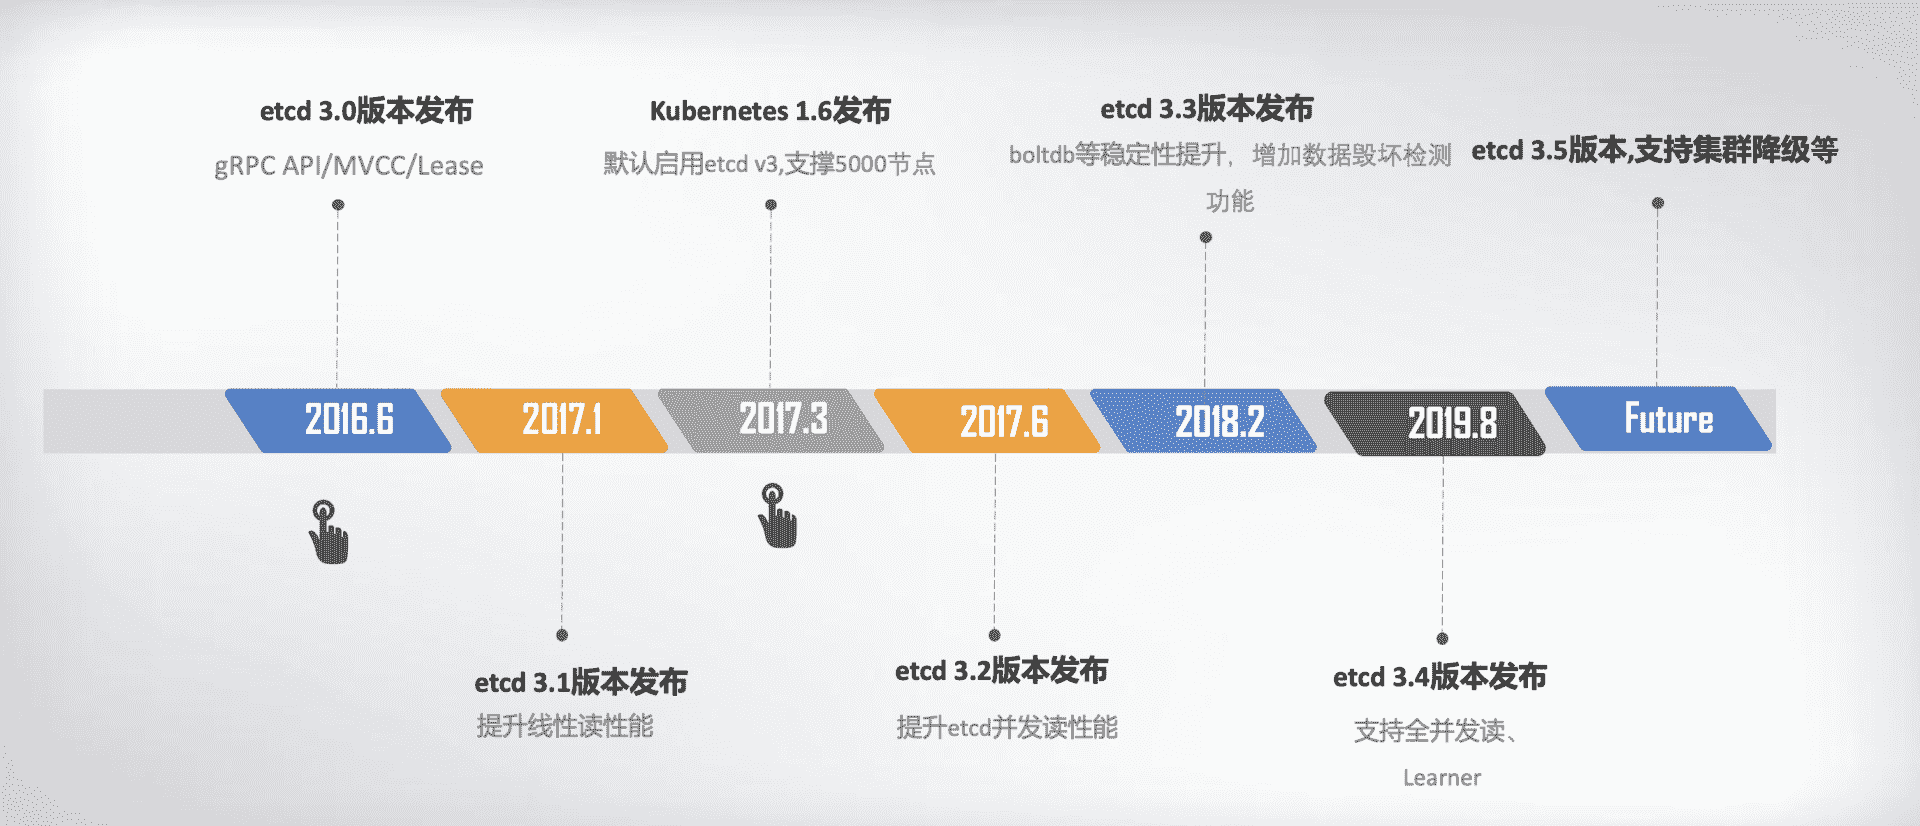 etcd 3.0版本发布
gRPC API/MVCC/Lease
Kubernetes 1.6发布
默认启用etcd v3,支撑5000节点
etcd 3.3版本发布
boltdb等稳定性提升，增加数据毁坏检测
功能
etcd 3.5版本,支持集群降级等
2016.6
2017.1
2017.3
2017.6
2018.2
2019.8
Future
etcd 3.1版本发布
提升线性读性能
etcd 3.2版本发布
提升etcd并发读性能
etcd 3.4版本发布
支持全并发读、
Learner